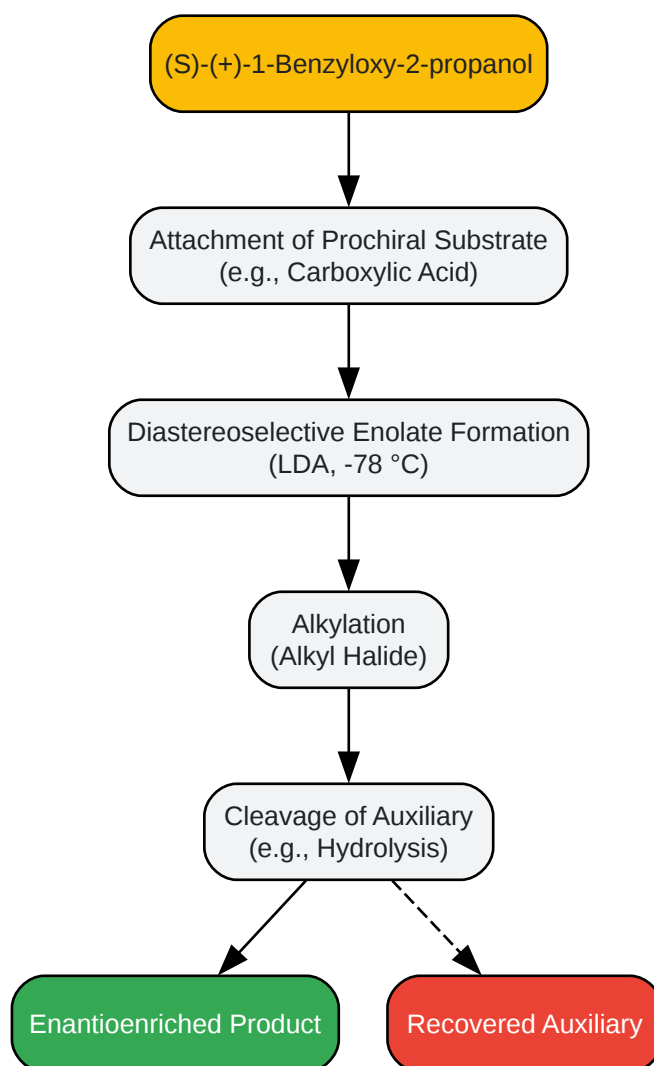 (S)-(+)-1-Benzyloxy-2-propanol
Attachment of Prochiral Substrate
(e.g., Carboxylic Acid)
Diastereoselective Enolate Formation
(LDA, -78 °C)
Alkylation
(Alkyl Halide)
Cleavage of Auxiliary
(e.g., Hydrolysis)
Enantioenriched Product
Recovered Auxiliary